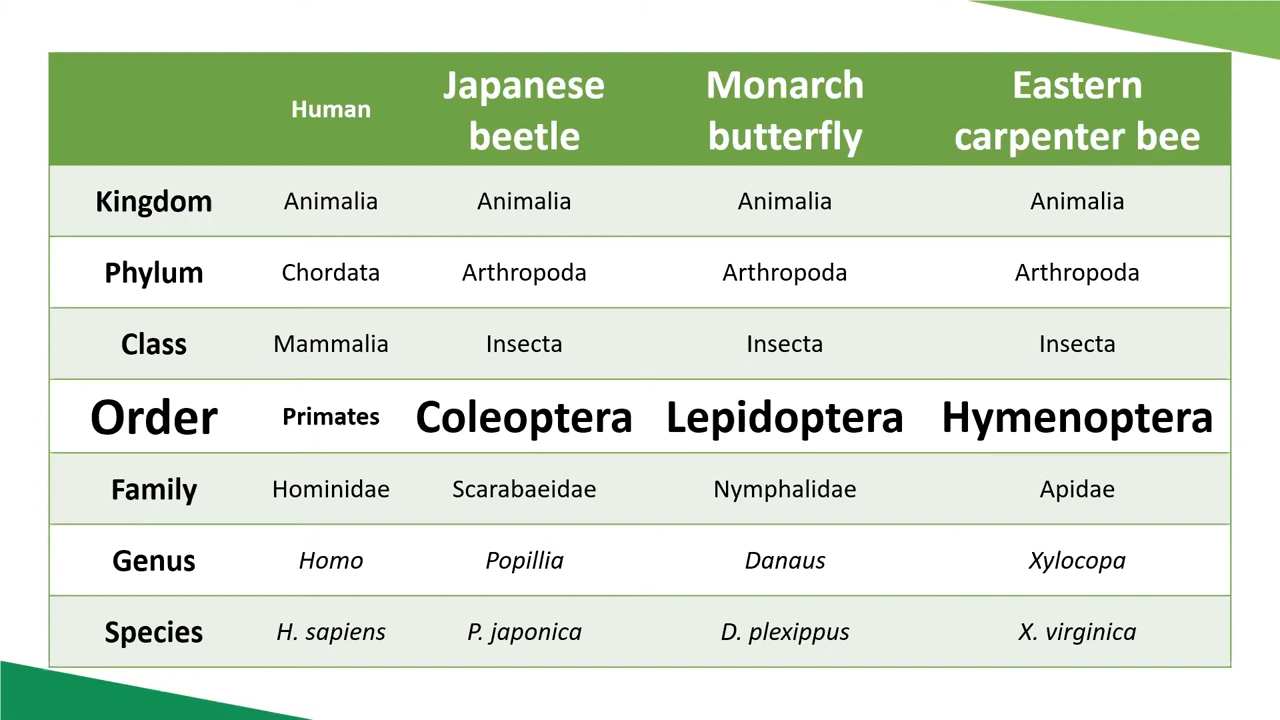 Human Japanese beetle Monarch butterfly Eastern carpenter bee
Kingdom Animalia Animalia Animalia Animalia
Phylum Chordata Arthropoda Arthropoda Arthropoda
Class Mammalia Insecta Insecta Insecta
Order Primates Coleoptera Lepidoptera Hymenoptera
Family Hominidae Scarabaeidae Nymphalidae Apidae
Genus Homo Popillia Danaus Xylocopa
Species H. sapiens P. japonica D. plexippus X. virginica